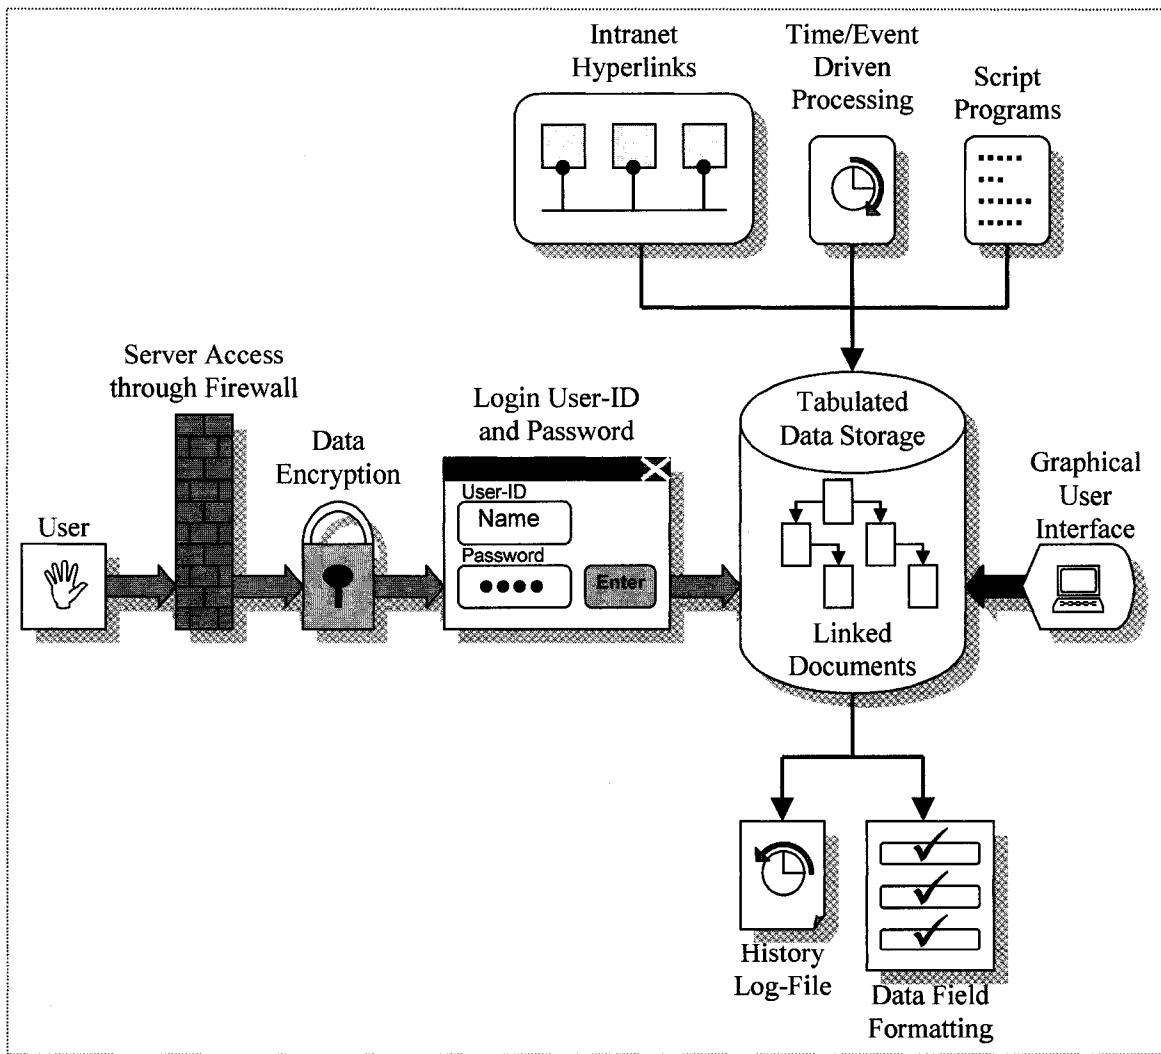 Intranet
Hyperlinks
Time/Event
Driven
Processing
Script
Programs
Server Access
through Firewall
Data
Encryption
Login User-ID
and Password
User-ID
Name
Password
Enter
User
Tabulated
Data Storage
Linked
Documents
Graphical
User
Interface
History
Log-File
Data Field
Formatting